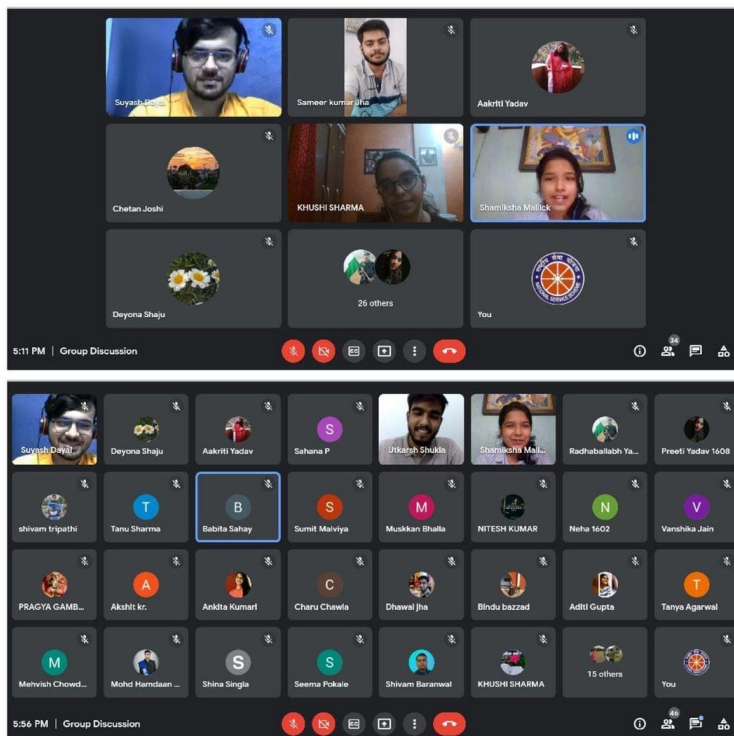 Suyash Dayal
Sameer kumar Jha
Aakriti Yadav
Chetan Joshi
KHUSHI SHARMA
Shamiksha Mallick
Deyona Shaju
26 others
राष्ट्रीय सेवा योजना
NATIONAL SERVICE SCHEME
You
5:11 PM | Group Discussion
34
Suyash Dayal
Deyona Shaju
Aakriti Yadav
S
Sahana P
Utkarsh Shukla
Shamiksha Mall...
Radhaballabh Ya...
Preeti Yadav 1608
shivam tripathi
T
Tanu Sharma
B
Babita Sahay
S
Sumit Malviya
M
Muskkan Bhalla
NITESH KUMAR
N
Neha 1602
V
Vanshika Jain
PRAGYA GAMB...
A
Akshit kr.
Ankita Kumari
C
Charu Chawla
Dhawal jha
Bindu bazzad
Aditi Gupta
T
Tanya Agarwal
M
Mehvish Chowd...
Mohd Hamdaan ...
S
Shina Singla
S
Seema Pokale
Shivam Baranwal
KHUSHI SHARMA
15 others
You
5:56 PM | Group Discussion
46